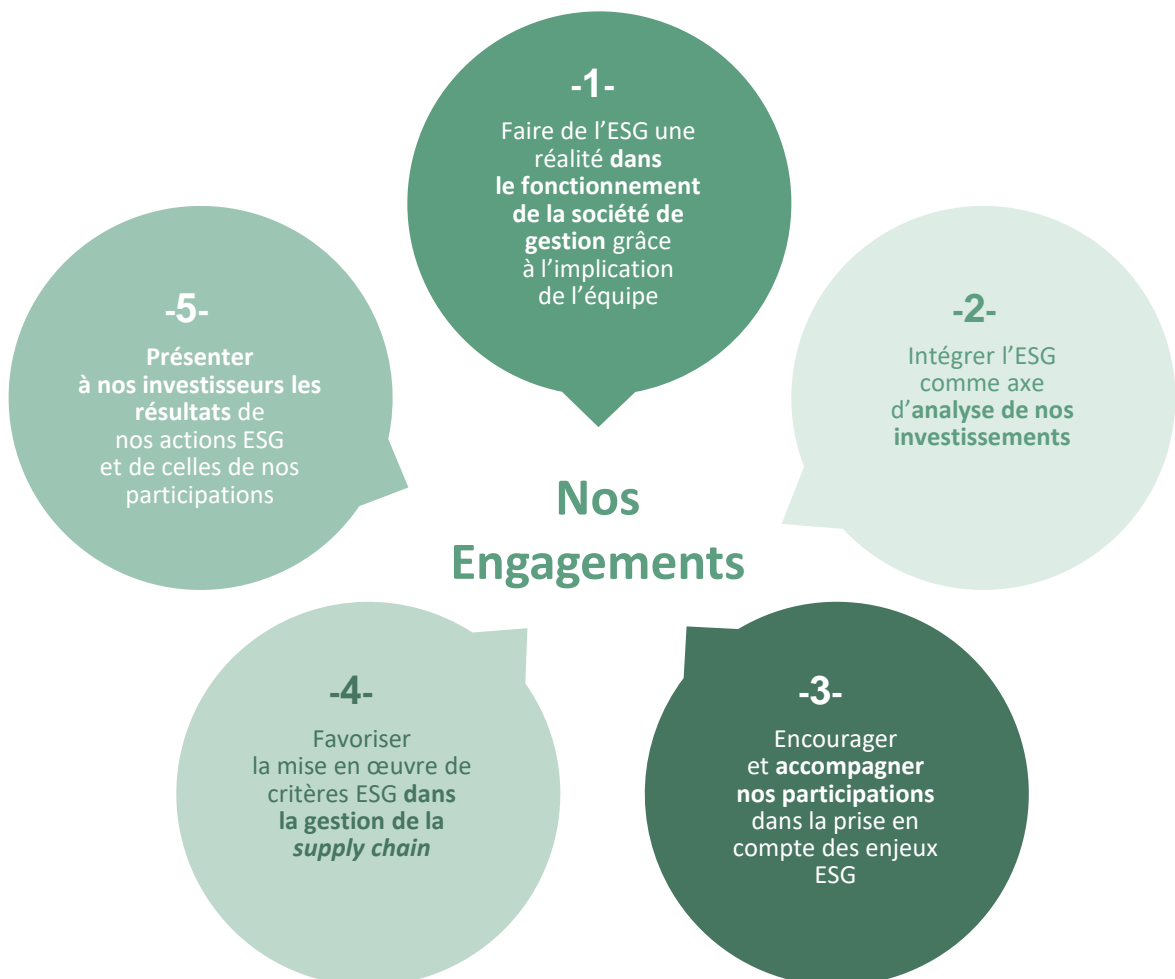 -1-
Faire de l’ESG une
réalité dans
le fonctionnement
de la société de
gestion grâce
à l’implication
de l’équipe
-2-
Intégrer l’ESG
comme axe
d’analyse de nos
investissements
-3-
Encourager
et accompagner
nos participations
dans la prise en
compte des enjeux
ESG
-4-
Favoriser
la mise en œuvre de
critères ESG dans
la gestion de la
supply chain
-5-
Présenter
à nos investisseurs les
résultats de
nos actions ESG
et de celles de nos
participations
Nos
Engagements